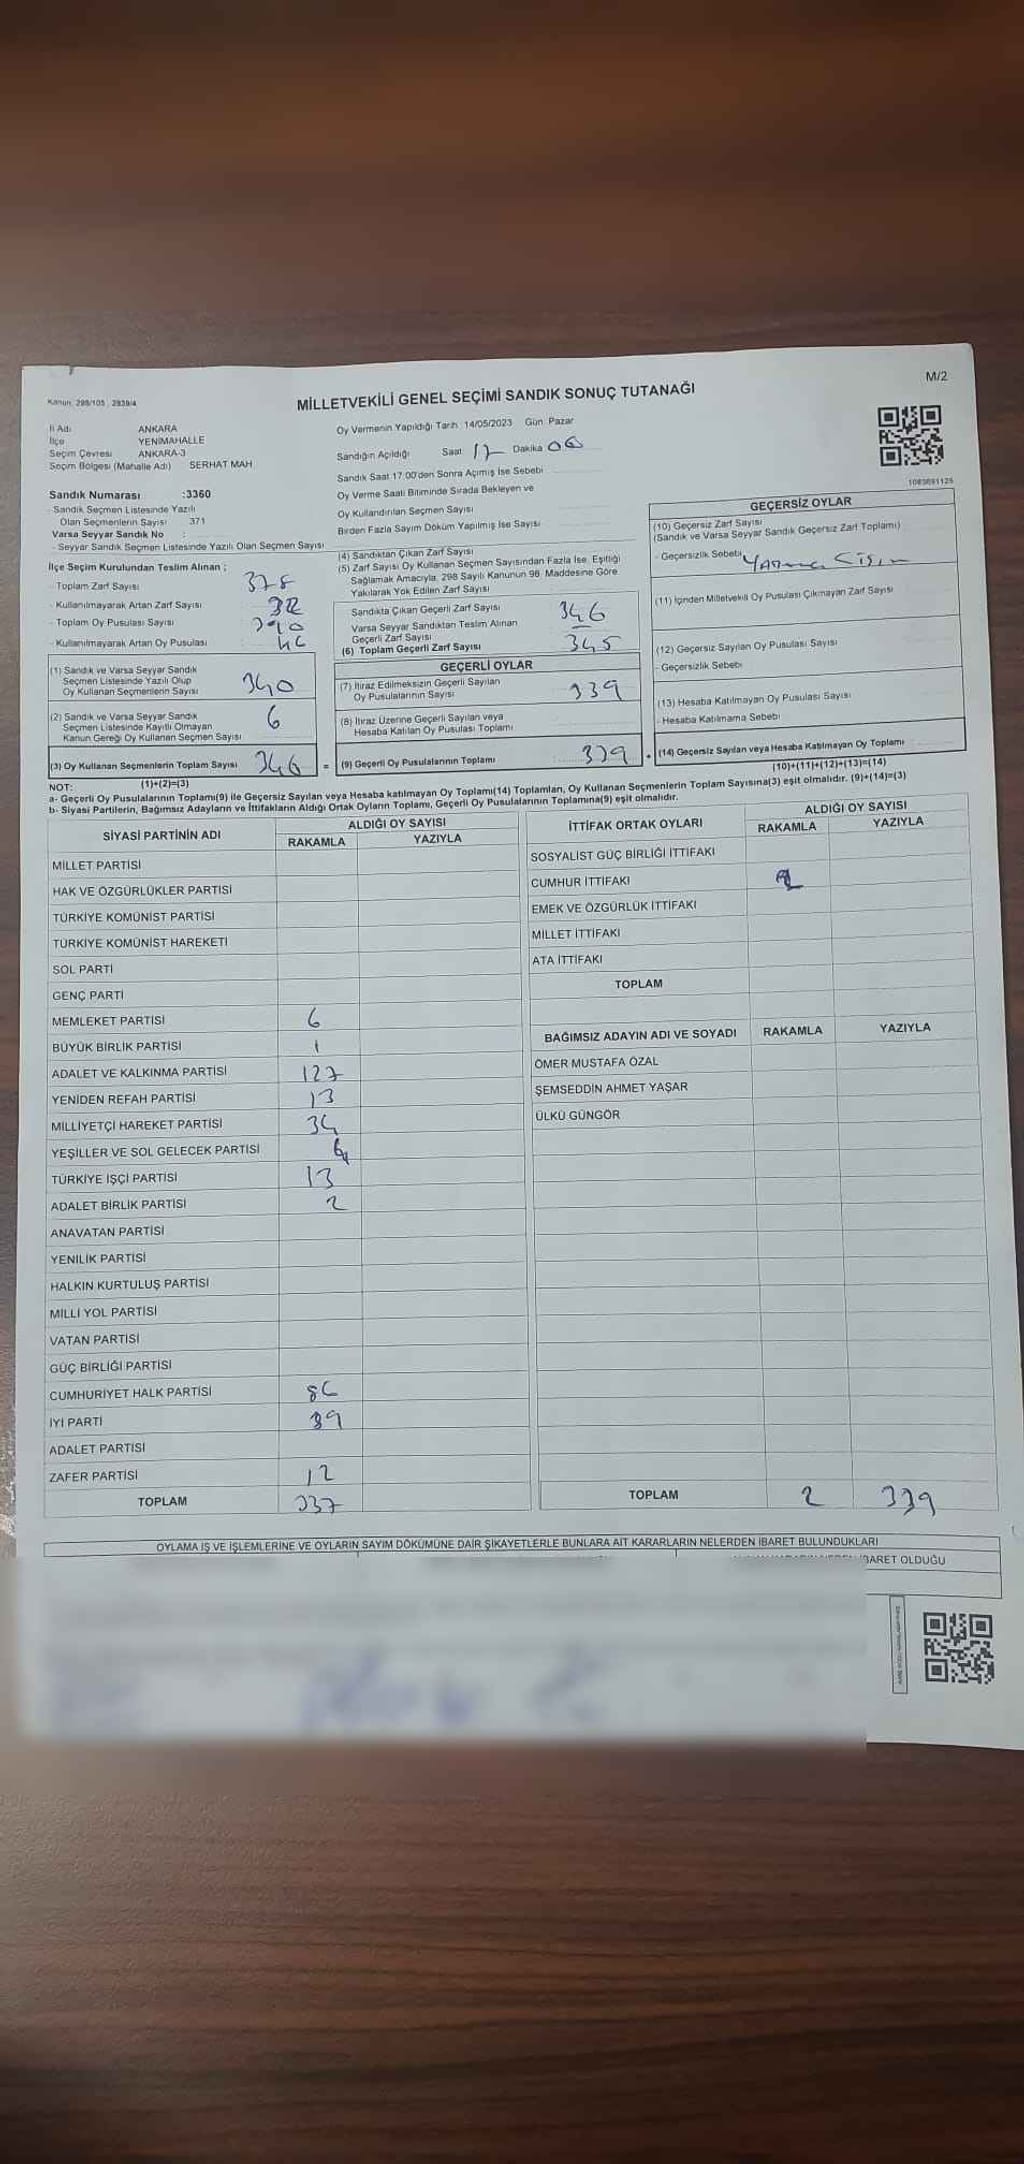 M/2
Kanun: 298/105 , 2839/4
MİLLETVEKİLİ GENEL SEÇİMİ SANDIK SONUÇ TUTANAĞI
İl Adı ANKARA
İlçe YENİMAHALLE
Seçim Çevresi ANKARA-3
Seçim Bölgesi (Mahalle Adı) SERHAT MAH
Sandık Numarası :3360
- Sandık Seçmen Listesinde Yazılı
Olan Seçmenlerin Sayısı 371
Varsa Seyyar Sandık No :
- Seyyar Sandık Seçmen Listesinde Yazılı Olan Seçmen Sayısı
İlçe Seçim Kurulundan Teslim Alınan ;
- Toplam Zarf Sayısı 378
- Kullanılmayarak Artan Zarf Sayısı 32
- Toplam Oy Pusulası Sayısı 390
- Kullanılmayarak Artan Oy Pusulası
(1) Sandık ve Varsa Seyyar Sandık
Seçmen Listesinde Yazılı Olup
Oy Kullanan Seçmenlerin Sayısı 340
(2) Sandık ve Varsa Seyyar Sandık
Seçmen Listesinde Kayıtlı Olmayan
Kanun Gereği Oy Kullanan Seçmen Sayısı 6
(3) Oy Kullanan Seçmenlerin Toplam Sayısı 346 =
(1)+(2)=(3)
Oy Vermenin Yapıldığı Tarih: 14/05/2023 Gün: Pazar
Sandığın Açıldığı Saat 17 Dakika 06
Sandık Saat 17:00'den Sonra Açılmış İse Sebebi
Oy Verme Saati Bitiminde Sırada Bekleyen ve
Oy Kullandırılan Seçmen Sayısı
Birden Fazla Sayım Döküm Yapılmış İse Sayısı
(4) Sandıktan Çıkan Zarf Sayısı
(5) Zarf Sayısı Oy Kullanan Seçmen Sayısından Fazla İse, Eşitliği
Sağlamak Amacıyla, 298 Sayılı Kanunun 98. Maddesine Göre
Yakılarak Yok Edilen Zarf Sayısı
Sandıkta Çıkan Geçerli Zarf Sayısı 346
Varsa Seyyar Sandıktan Teslim Alınan
Geçerli Zarf Sayısı
(6) Toplam Geçerli Zarf Sayısı 345
GEÇERLİ OYLAR
(7) İtiraz Edilmeksizin Geçerli Sayılan
Oy Pusulalarının Sayısı 339
(8) İtiraz Üzerine Geçerli Sayılan veya
Hesaba Katılan Oy Pusulası Toplamı
(9) Geçerli Oy Pusulalarının Toplamı 339 +
1083691125
GEÇERSİZ OYLAR
(10) Geçersiz Zarf Sayısı
(Sandık ve Varsa Seyyar Sandık Geçersiz Zarf Toplamı)
- Geçersizlik Sebebi
(11) İçinden Milletvekili Oy Pusulası Çıkmayan Zarf Sayısı
(12) Geçersiz Sayılan Oy Pusulası Sayısı
- Geçersizlik Sebebi
(13) Hesaba Katılmayan Oy Pusulası Sayısı
- Hesaba Katılmama Sebebi
(14) Geçersiz Sayılan veya Hesaba Katılmayan Oy Toplamı
(10)+(11)+(12)+(13)=(14)
NOT:
a- Geçerli Oy Pusulalarının Toplamı(9) ile Geçersiz Sayılan veya Hesaba katılmayan Oy Toplamı(14) Toplamları, Oy Kullanan Seçmenlerin Toplam Sayısına(3) eşit olmalıdır. (9)+(14)=(3)
b- Siyasi Partilerin, Bağımsız Adayların ve İttifakların Aldığı Ortak Oyların Toplamı, Geçerli Oy Pusulalarının Toplamına(9) eşit olmalıdır.
SİYASİ PARTİNİN ADI ALDIĞI OY SAYISI
RAKAMLA YAZIYLA
MİLLET PARTİSİ
HAK VE ÖZGÜRLÜKLER PARTİSİ
TÜRKİYE KOMÜNİST PARTİSİ
TÜRKİYE KOMÜNİST HAREKETİ
SOL PARTİ
GENÇ PARTİ
MEMLEKET PARTİSİ 6
BÜYÜK BİRLİK PARTİSİ 1
ADALET VE KALKINMA PARTİSİ 127
YENİDEN REFAH PARTİSİ 13
MİLLİYETÇİ HAREKET PARTİSİ 34
YEŞİLLER VE SOL GELECEK PARTİSİ
TÜRKİYE İŞÇİ PARTİSİ 13
ADALET BİRLİK PARTİSİ 2
ANAVATAN PARTİSİ
YENİLİK PARTİSİ
HALKIN KURTULUŞ PARTİSİ
MİLLİ YOL PARTİSİ
VATAN PARTİSİ
GÜÇ BİRLİĞİ PARTİSİ
CUMHURİYET HALK PARTİSİ 86
İYİ PARTİ 39
ADALET PARTİSİ
ZAFER PARTİSİ 12
TOPLAM 337
İTTİFAK ORTAK OYLARI ALDIĞI OY SAYISI
RAKAMLA YAZIYLA
SOSYALİST GÜÇ BİRLİĞİ İTTİFAKI
CUMHUR İTTİFAKI 2
EMEK VE ÖZGÜRLÜK İTTİFAKI
MİLLET İTTİFAKI
ATA İTTİFAKI
TOPLAM
BAĞIMSIZ ADAYIN ADI VE SOYADI RAKAMLA YAZIYLA
ÖMER MUSTAFA ÖZAL
ŞEMSEDDİN AHMET YAŞAR
ÜLKÜ GÜNGÖR
TOPLAM 2 339
OYLAMA İŞ VE İŞLEMLERİNE VE OYLARIN SAYIM DÖKÜMÜNE DAİR ŞİKAYETLERLE BUNLARA AİT KARARLARIN NELERDEN İBARET BULUNDUKLARI
İBARET OLDUĞU